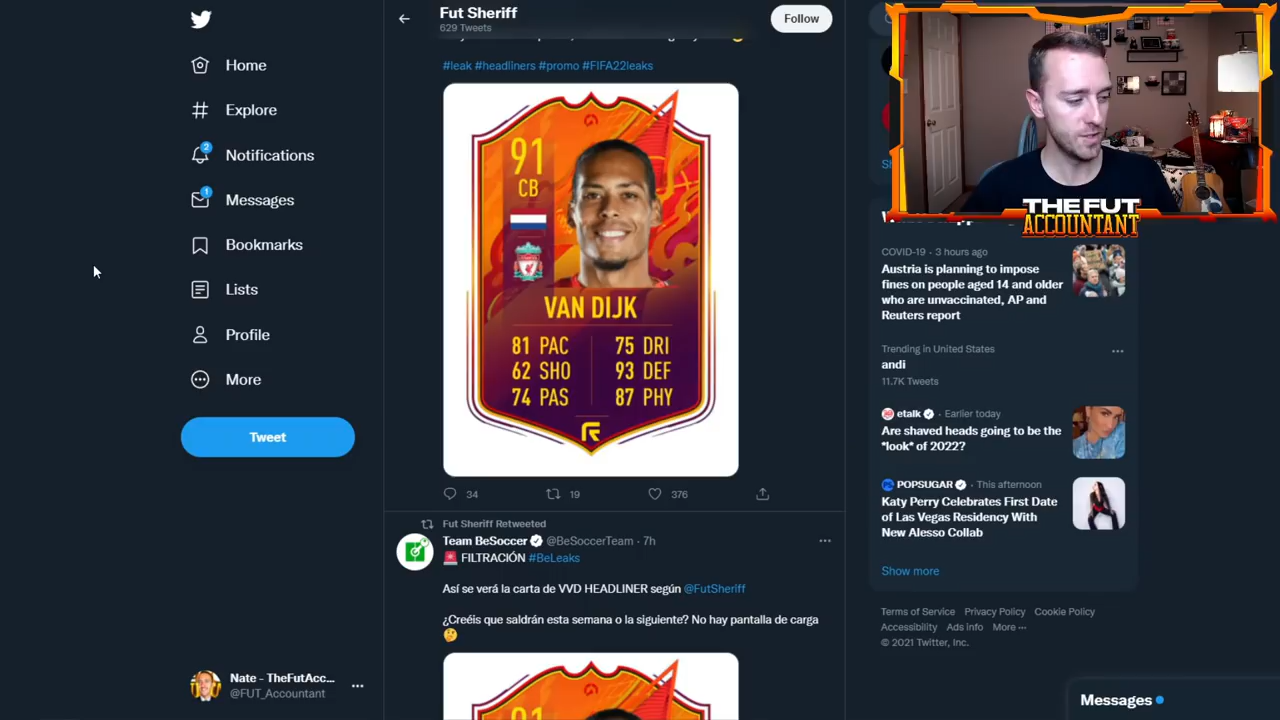 Home
Explore
2
Notifications
1
Messages
Bookmarks
Lists
Profile
More
Tweet
Nate - TheFutAcc...
@FUT_Accountant
Fut Sheriff
629 Tweets
Follow
#leak #headliners #promo #FIFA22leaks
91
CB
VAN DIJK
81 PAC 75 DRI
62 SHO 93 DEF
74 PAS 87 PHY
34 19 376
Fut Sheriff Retweeted
Team BeSoccer @BeSoccerTeam · 7h
🚨 FILTRACIÓN #BeLeaks
Así se verá la carta de VVD HEADLINER según @FutSheriff
¿Creéis que saldrán esta semana o la siguiente? No hay pantalla de carga
🤔
THE FUT
ACCOUNTANT
COVID-19 · 3 hours ago
Austria is planning to impose
fines on people aged 14 and older
who are unvaccinated, AP and
Reuters report
Trending in United States
andi
11.7K Tweets
etalk · Earlier today
Are shaved heads going to be the
*look* of 2022?
POPSUGAR · This afternoon
Katy Perry Celebrates First Date
of Las Vegas Residency With
New Alesso Collab
Show more
Terms of Service Privacy Policy Cookie Policy
Accessibility Ads info More ···
© 2021 Twitter, Inc.
Messages